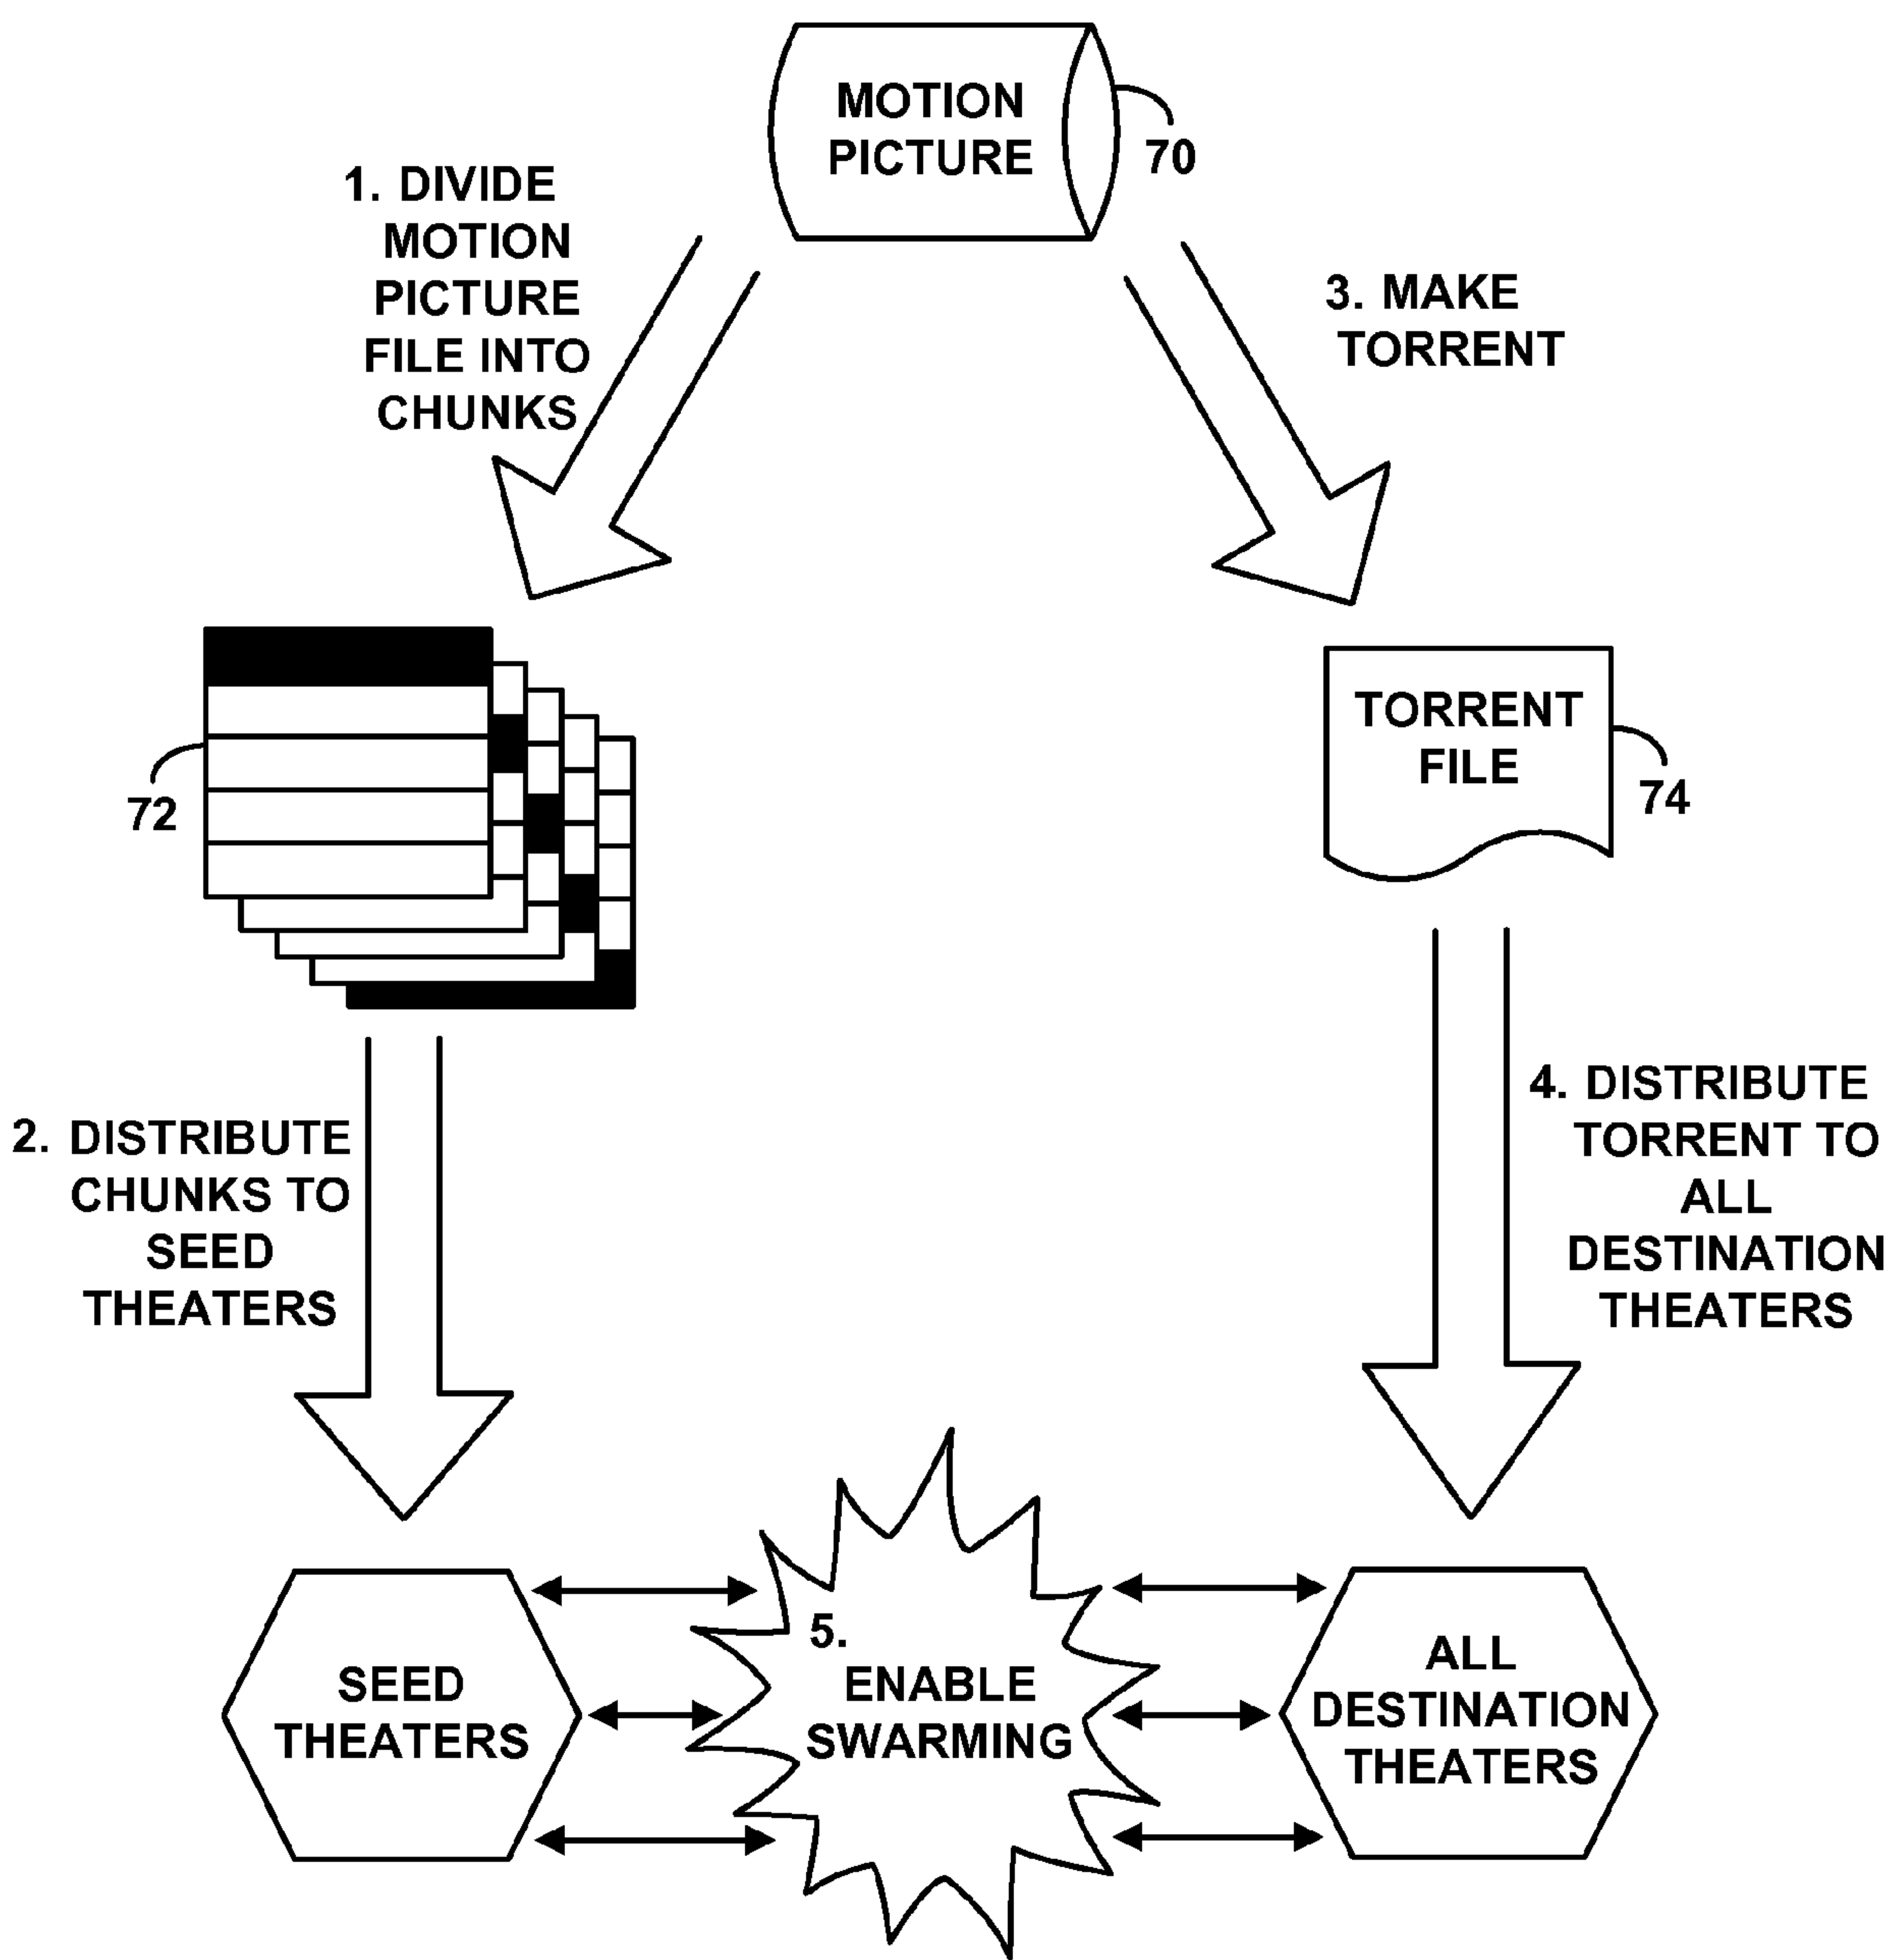 MOTION
PICTURE
70
1. DIVIDE
MOTION
PICTURE
FILE INTO
CHUNKS
3. MAKE
TORRENT
72
TORRENT
FILE
74
2. DISTRIBUTE
CHUNKS TO
SEED
THEATERS
4. DISTRIBUTE
TORRENT TO
ALL
DESTINATION
THEATERS
SEED
THEATERS
5.
ENABLE
SWARMING
ALL
DESTINATION
THEATERS